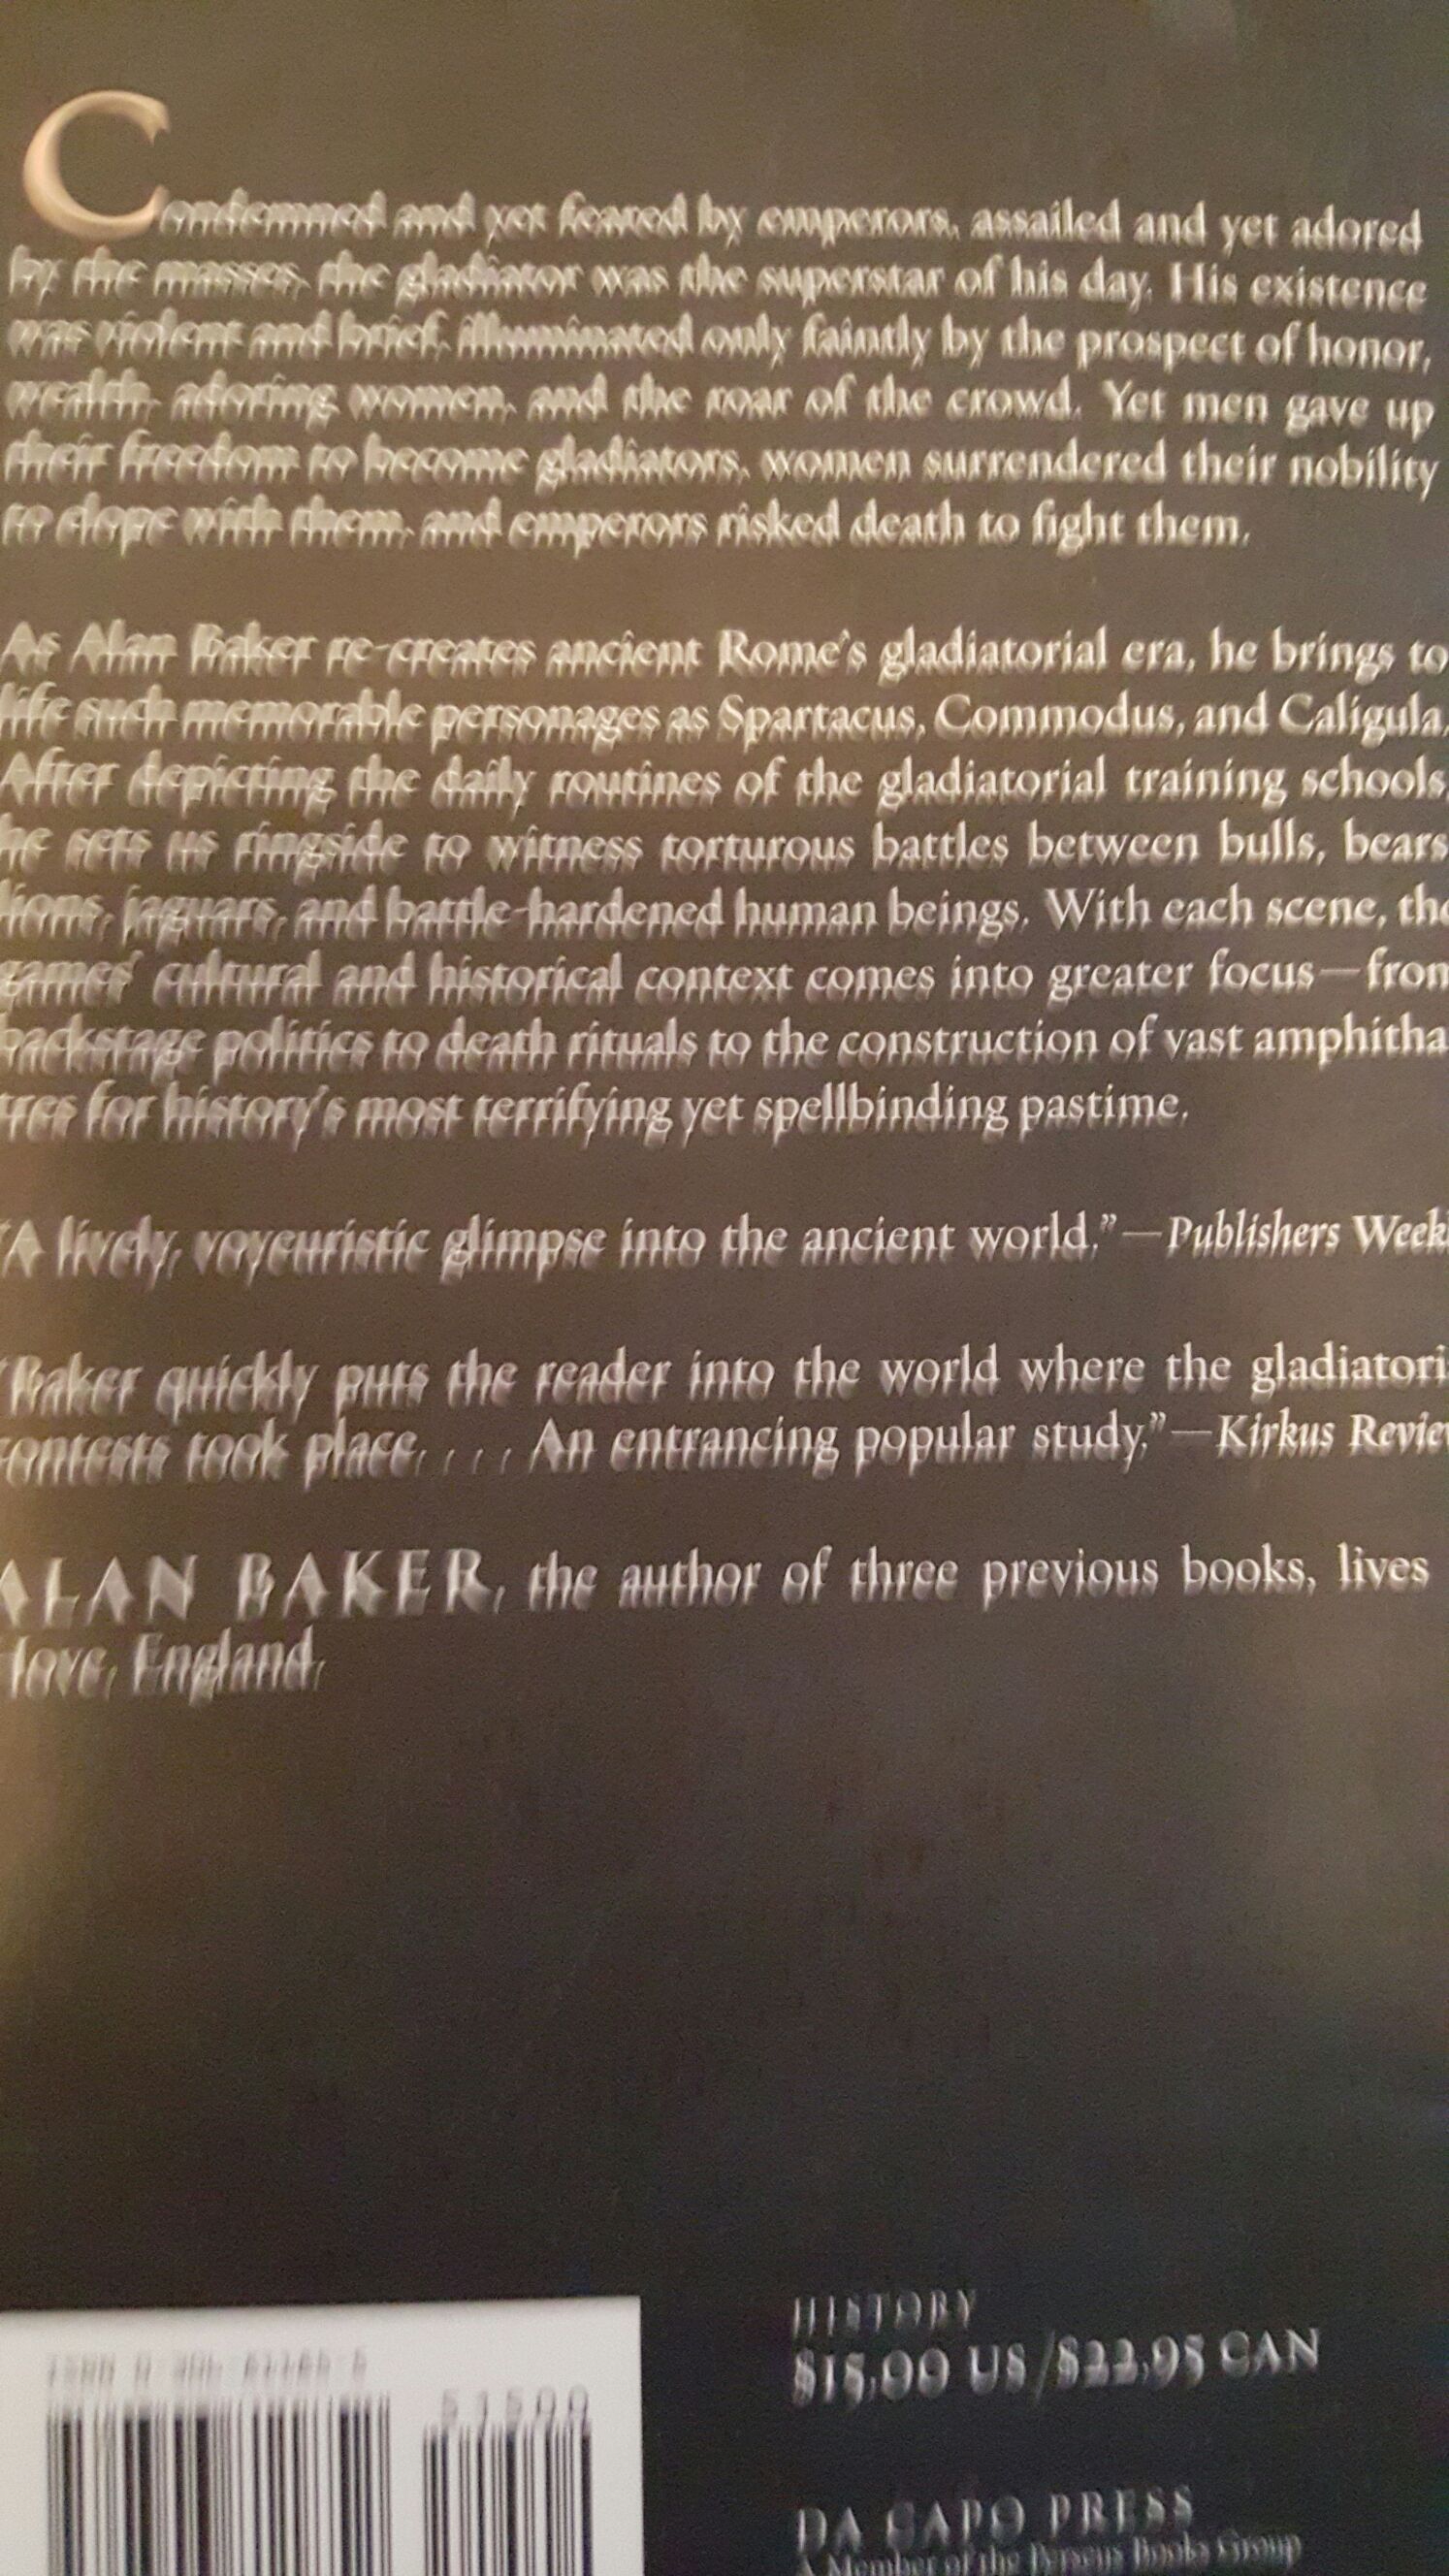 Condemned and yet feared by emperors, assailed and yet adored
by the masses, the gladiator was the superstar of his day. His existence
was violent and brief, illuminated only faintly by the prospect of honor,
wealth, adoring women, and the roar of the crowd. Yet men gave up
their freedom to become gladiators, women surrendered their nobility
to elope with them, and emperors risked death to fight them.
As Alan Baker re-creates ancient Rome's gladiatorial era, he brings to
life such memorable personages as Spartacus, Commodus, and Caligula.
After depicting the daily routines of the gladiatorial training schools,
he sets us ringside to witness torturous battles between bulls, bears
lions, jaguars, and battle-hardened human beings. With each scene, the
games' cultural and historical context comes into greater focus—from
backstage politics to death rituals to the construction of vast amphitha
tres for history's most terrifying yet spellbinding pastime.
"A lively, voyeuristic glimpse into the ancient world."—Publishers Week
"Baker quickly puts the reader into the world where the gladiatori
contests took place. . . . An entrancing popular study."—Kirkus Revie
ALAN BAKER, the author of three previous books, lives
Hove, England.
HISTORY
$15.00 US/$22.95 CAN
ISBN
51500
DA CAPO PRESS
A Member of the Perseus Books Group